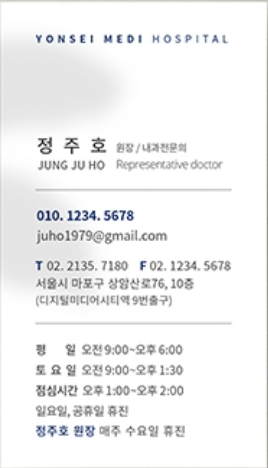 YONSEI MEDI HOSPITAL
정 주 호 원장 / 내과전문의
JUNG JU HO Representative doctor
010. 1234. 5678
juho1979@gmail.com
T 02. 2135. 7180 F 02. 1234. 5678
서울시 마포구 상암산로76, 10층
(디지털미디어시티역 9번출구)
평 일 오전 9:00~오후 6:00
토 요 일 오전 9:00~오후 1:30
점심시간 오후 1:00~오후 2:00
일요일, 공휴일 휴진
정주호 원장 매주 수요일 휴진